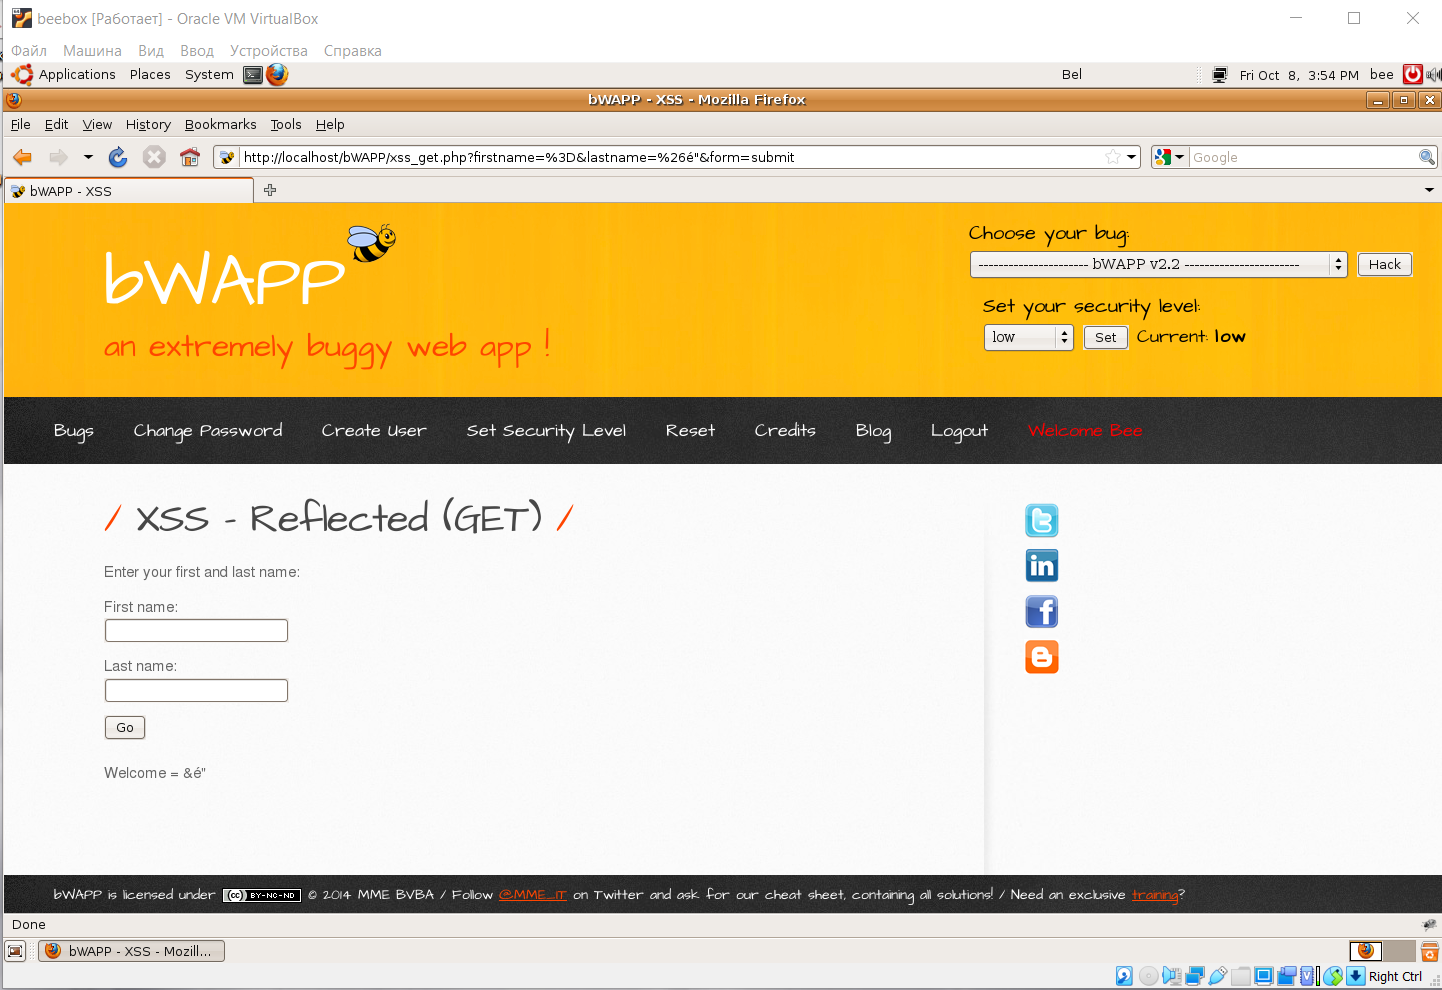 beebox [Работает] - Oracle VM VirtualBox
Файл Машина Вид Ввод Устройства Справка
Applications Places System Bel Fri Oct 8, 3:54 PM bee
bWAPP - XSS - Mozilla Firefox
File Edit View History Bookmarks Tools Help
http://localhost/bWAPP/xss_get.php?firstname=%3D&lastname=%26é"&form=submit Google
bWAPP - XSS
bWAPP
an extremely buggy web app !
Choose your bug:
---------------------- bWAPP v2.2 ----------------------- Hack
Set your security level:
low Set Current: low
Bugs Change Password Create User Set Security Level Reset Credits Blog Logout Welcome Bee
/ XSS - Reflected (GET) /
Enter your first and last name:
First name:
Last name:
Go
Welcome = &é"
bWAPP is licensed under (cc) BY-NC-ND © 2014 MME BVBA / Follow @MME_IT on Twitter and ask for our cheat sheet, containing all solutions! / Need an exclusive training?
Done
bWAPP - XSS - Mozill...
Right Ctrl